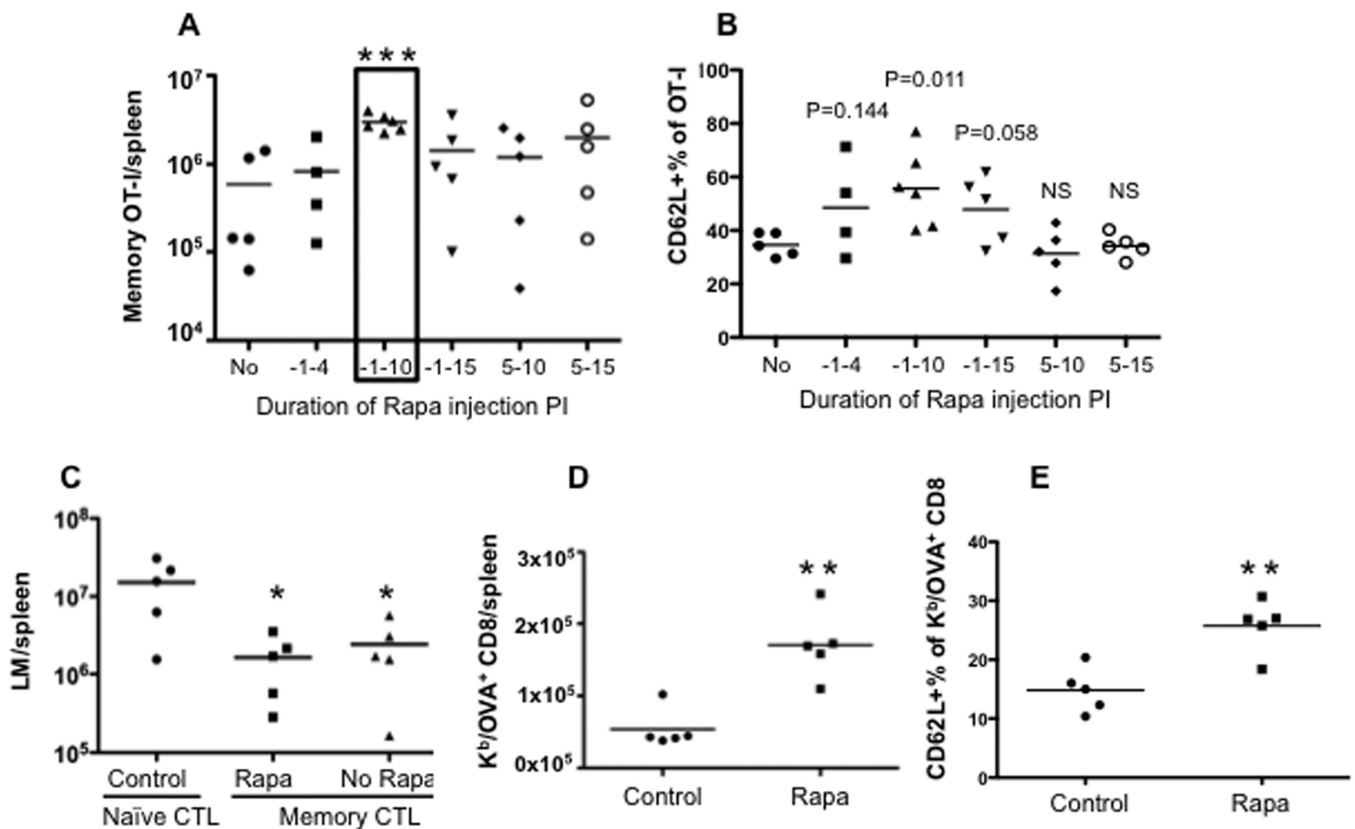 A
* * *
Memory OT-I/spleen
10⁷
10⁶
10⁵
10⁴
No -1-4 -1-10 -1-15 5-10 5-15
Duration of Rapa injection PI
B
CD62L+% of OT-I
100
80
60
40
20
0
P=0.144
P=0.011
P=0.058
NS
NS
No -1-4 -1-10 -1-15 5-10 5-15
Duration of Rapa injection PI
C
LM/spleen
10⁸
10⁷
10⁶
10⁵
*
*
Control Rapa No Rapa
Naïve CTL Memory CTL
D
Kᵇ/OVA⁺ CD8/spleen
3x10⁵
2x10⁵
1x10⁵
0x10⁵
* *
Control Rapa
E
CD62L+% of Kᵇ/OVA⁺ CD8
40
30
20
10
0
* *
Control Rapa